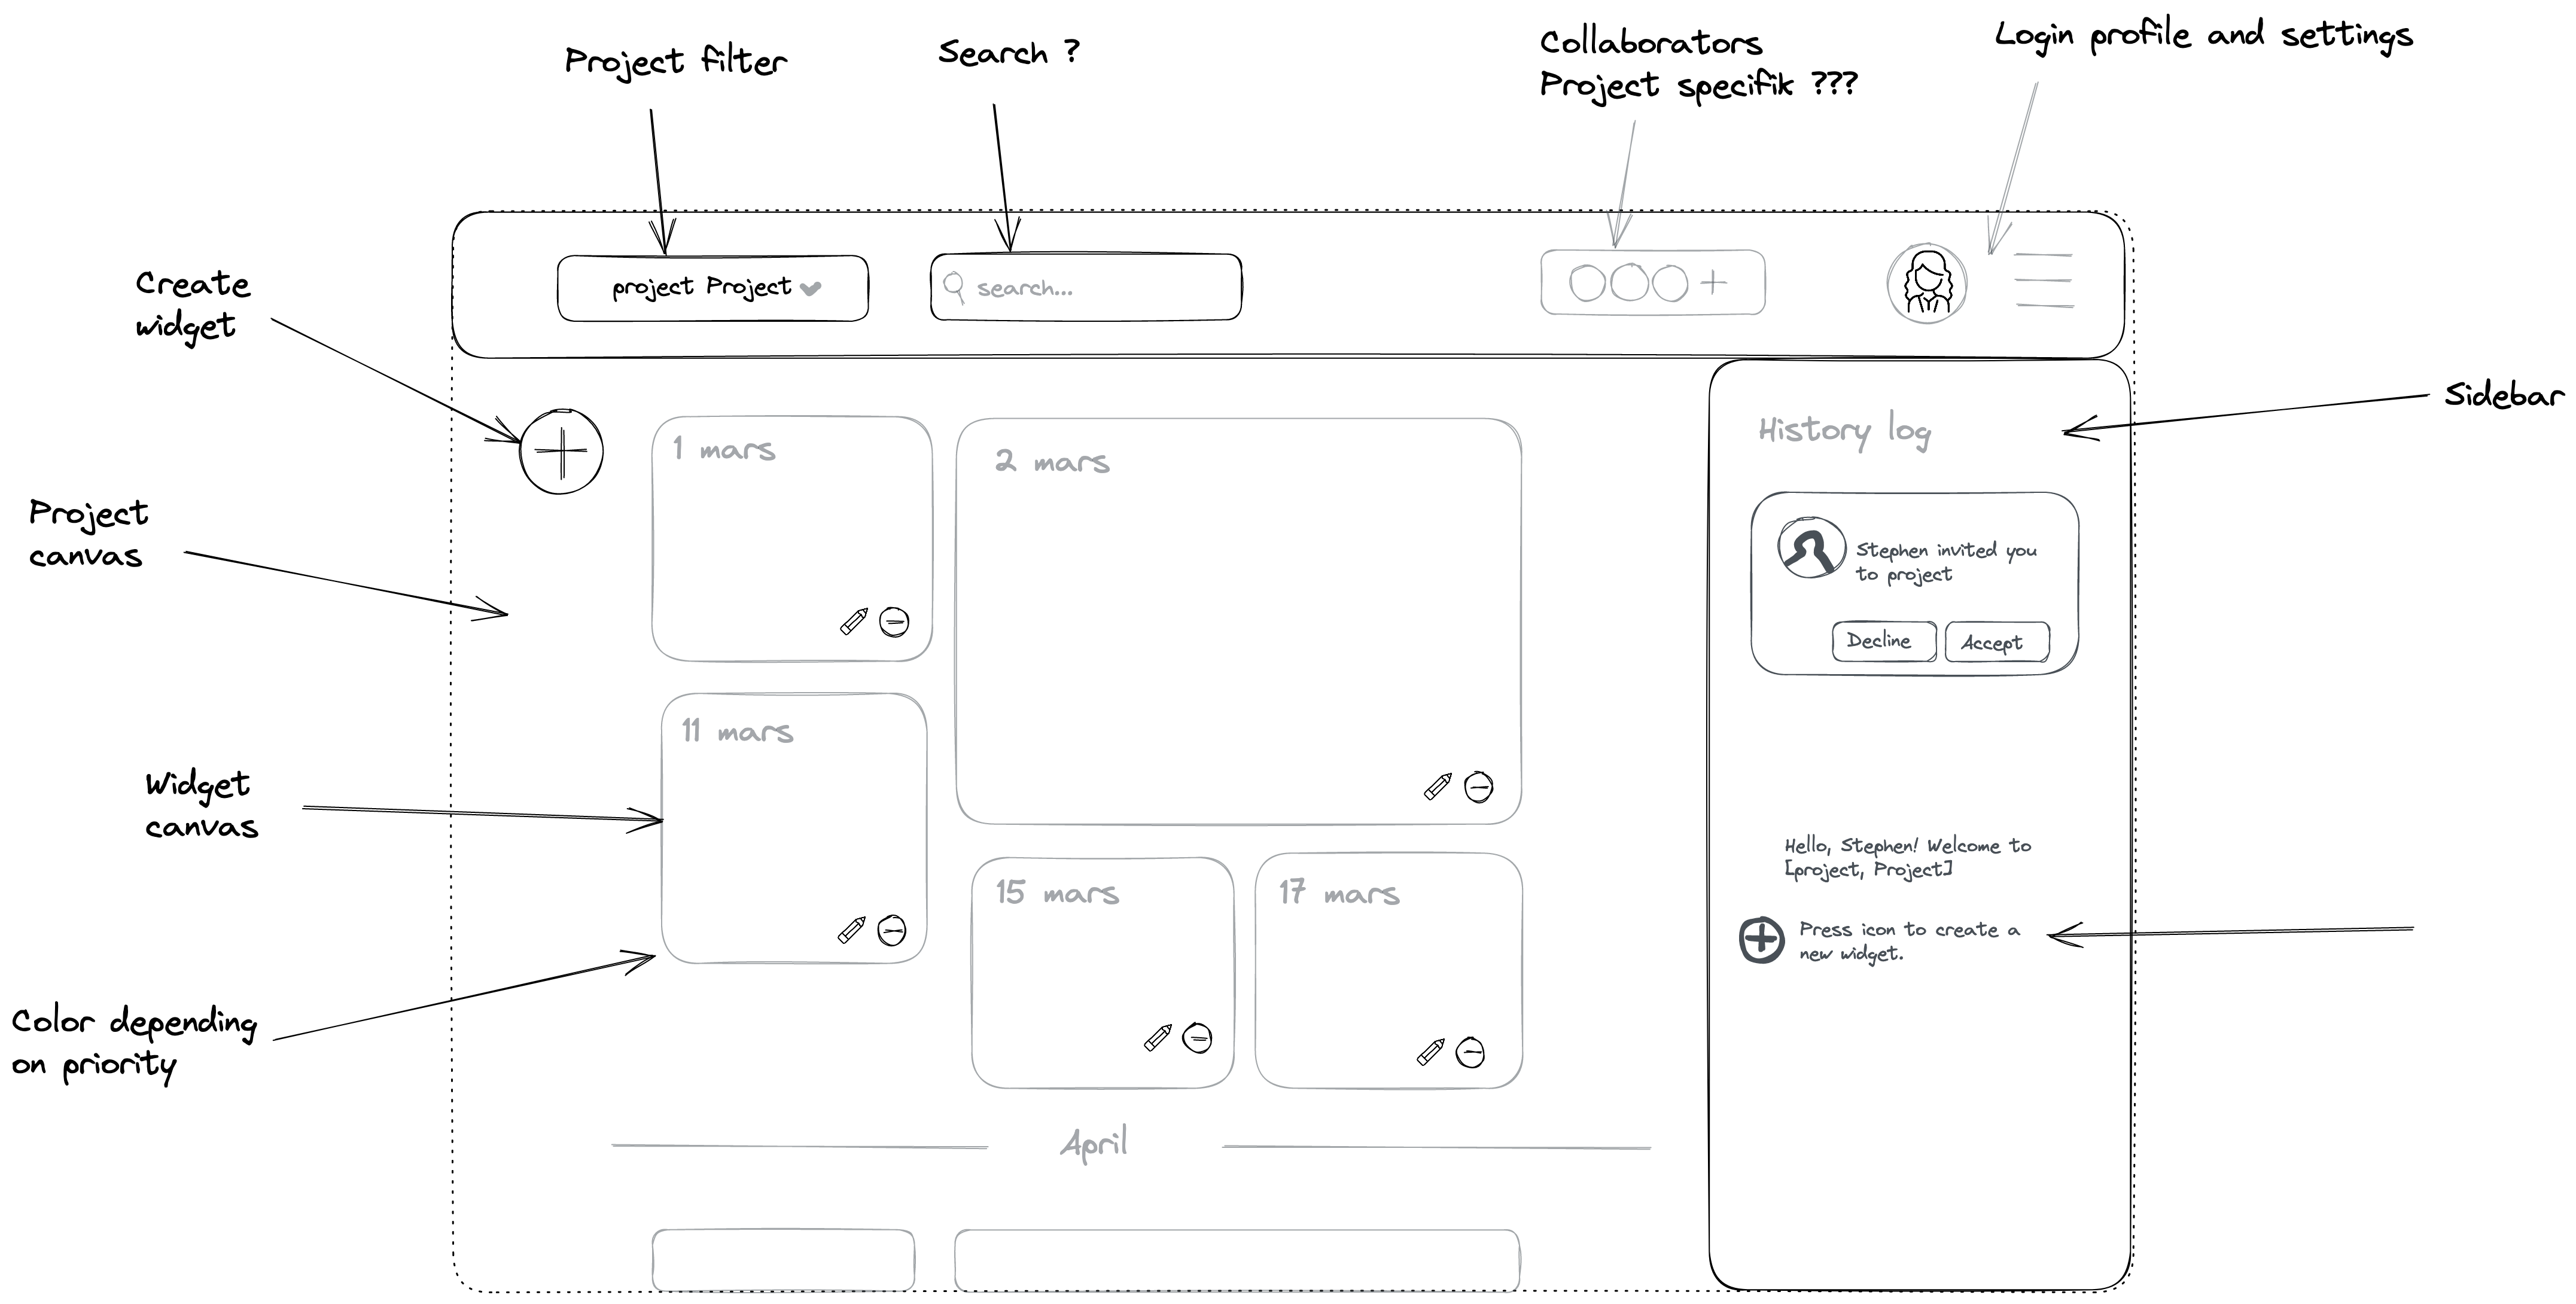 Project filter
Search ?
Collaborators
Project specifik ???
Login profile and settings
project Project
search...
Create
widget
Sidebar
History log
1 mars
2 mars
Project
canvas
Stephen invited you
to project
Decline
Accept
11 mars
Widget
canvas
Hello, Stephen! Welcome to
[project, Project]
15 mars
17 mars
Press icon to create a
new widget.
Color depending
on priority
April